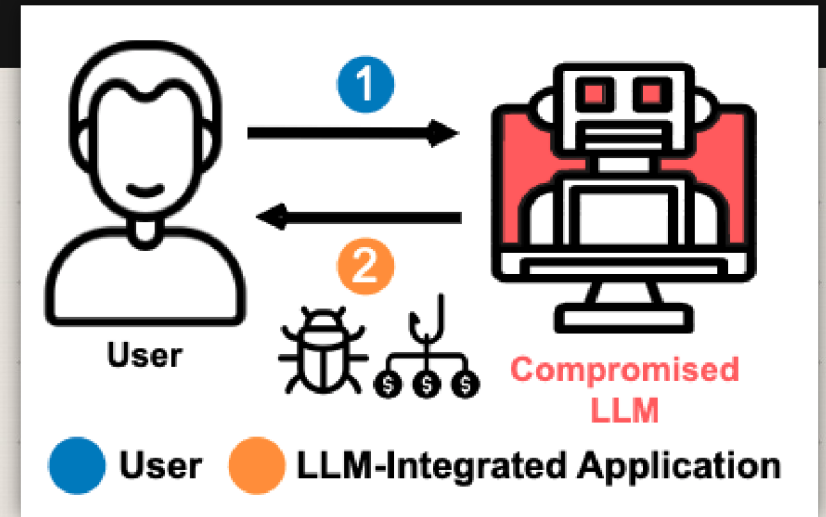 1
2
$ $ $
User
Compromised
LLM
User
LLM-Integrated Application